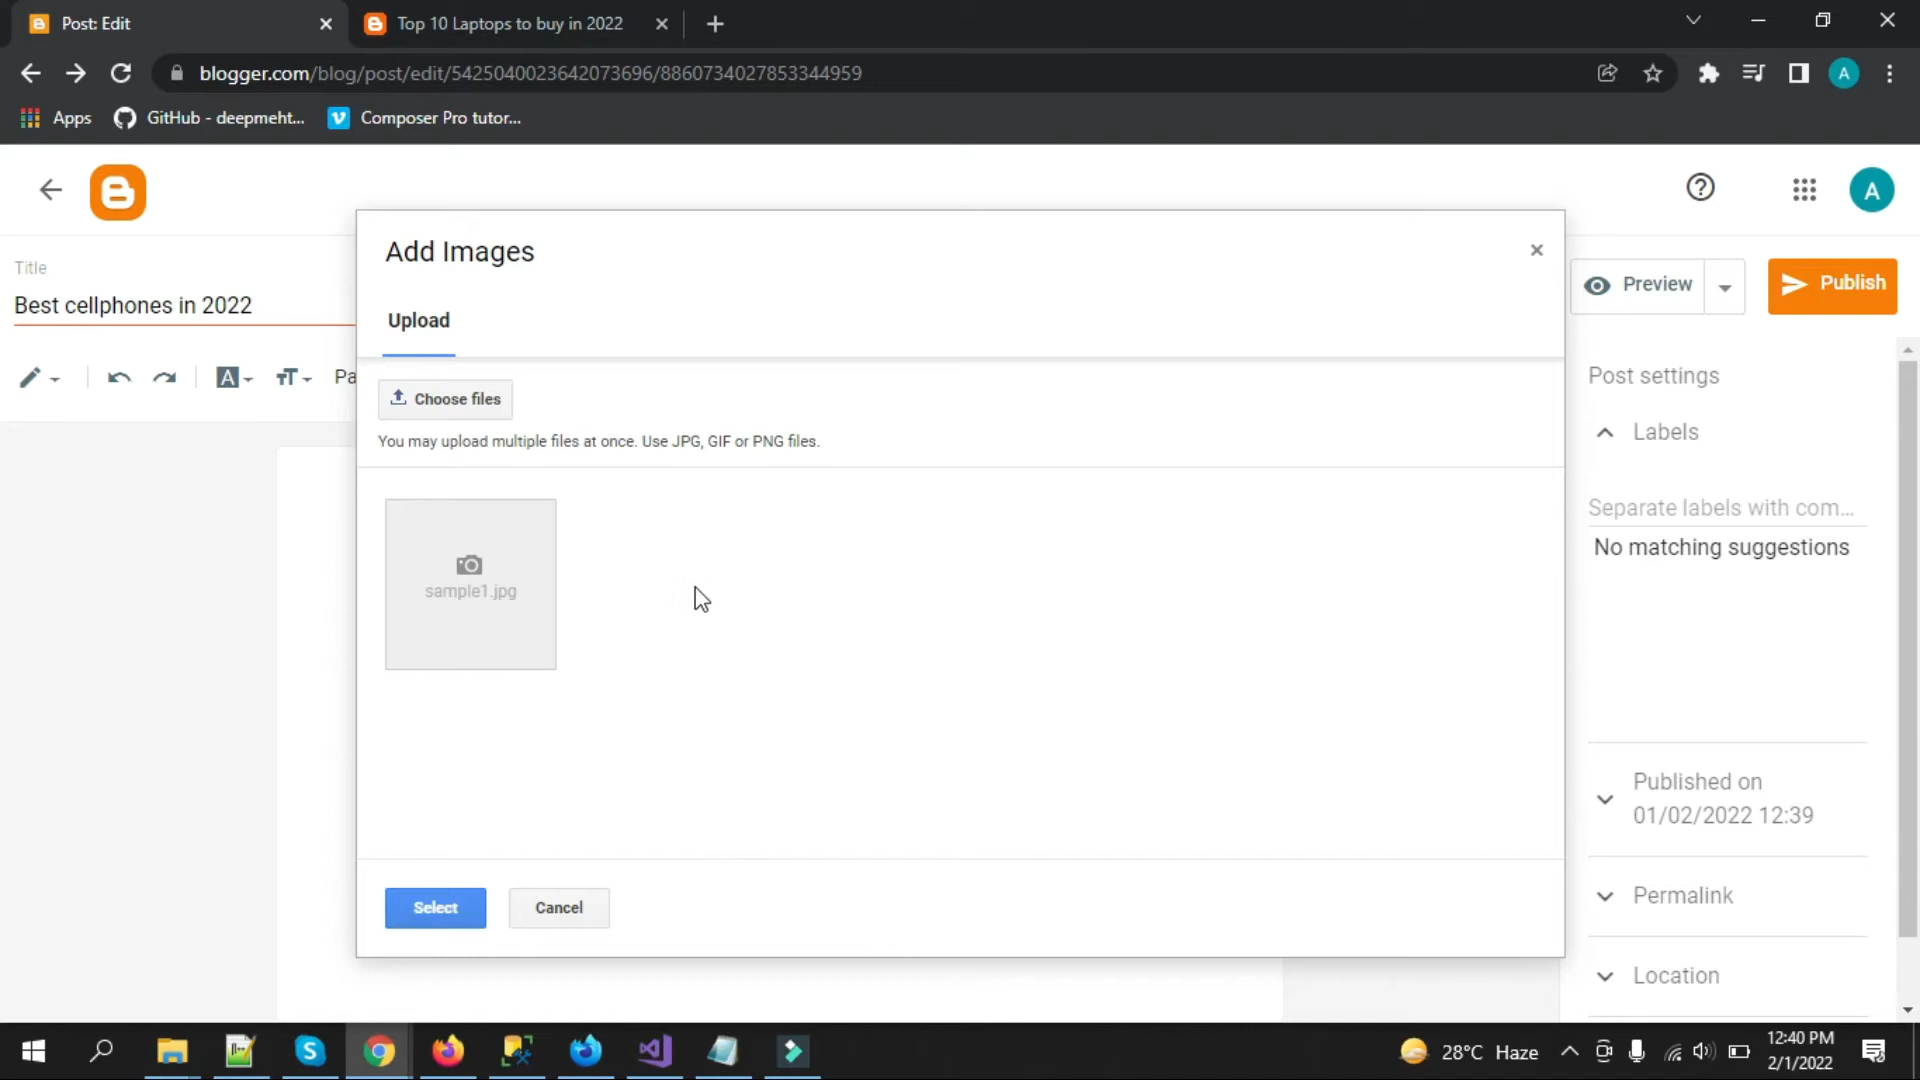 Post: Edit
Top 10 Laptops to buy in 2022
blogger.com/blog/post/edit/5425040023642073696/8860734027853344959
A
Apps
GitHub - deepmeht...
Composer Pro tutor...
A
Add Images
Title
Best cellphones in 2022
Preview
Publish
Upload
Pa
Post settings
Choose files
Labels
You may upload multiple files at once. Use JPG, GIF or PNG files.
Separate labels with com...
No matching suggestions
sample1.jpg
Published on
01/02/2022 12:39
Select
Cancel
Permalink
Location
28°C Haze
12:40 PM
2/1/2022